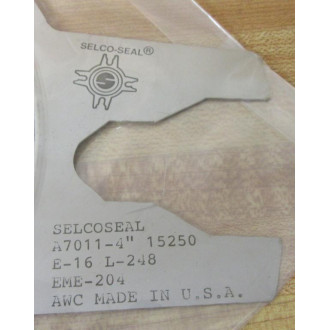 SELCO-SEAL®
S
SELCOSEAL
A7011-4" 15250
E-16 L-248
EME-204
AWC MADE IN U.S.A.